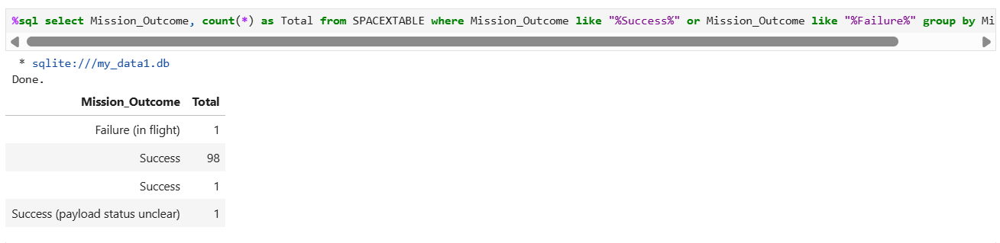 %sql select Mission_Outcome, count(*) as Total from SPACEXTABLE where Mission_Outcome like "%Success%" or Mission_Outcome like "%Failure%" group by Mi
* sqlite:///my_data1.db
Done.
Mission_Outcome Total
Failure (in flight) 1
Success 98
Success 1
Success (payload status unclear) 1